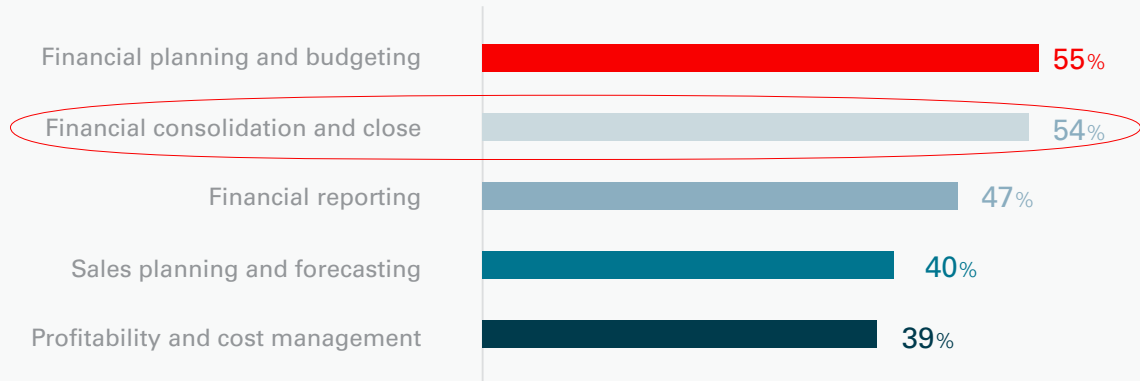 Financial planning and budgeting 55%
Financial consolidation and close 54%
Financial reporting 47%
Sales planning and forecasting 40%
Profitability and cost management 39%